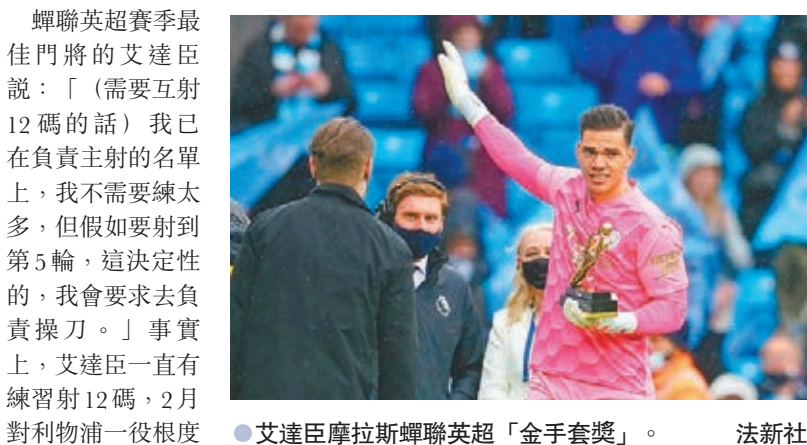 蟬聯英超賽季最
佳門將的艾達臣
説：「（需要互射
12碼的話）我已
在負責主射的名單
上，我不需要練太
多，但假如要射到
第5輪，這決定性
的，我會要求去負
責操刀。」事實
上，艾達臣一直有
練習射12碼，2月
對利物浦一役根度
●艾達臣摩拉斯蟬聯英超「金手套獎」。 法新社